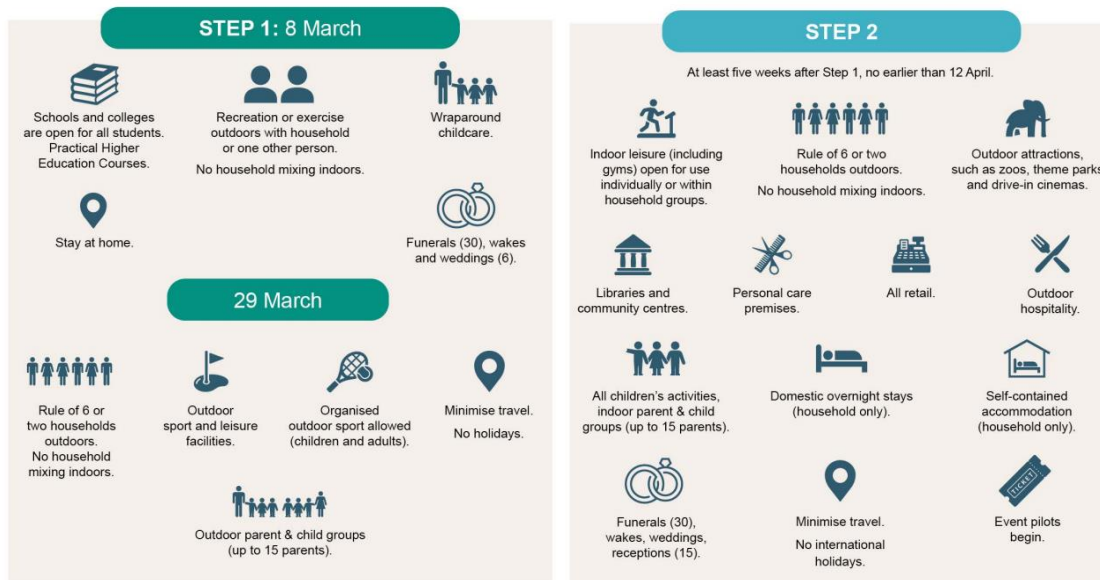 STEP 1: 8 March
Schools and colleges
are open for all students.
Practical Higher
Education Courses.
Recreation or exercise
outdoors with household
or one other person.
No household mixing indoors.
Wraparound
childcare.
Stay at home.
Funerals (30), wakes
and weddings (6).
29 March
Rule of 6 or
two households
outdoors.
No household
mixing indoors.
Outdoor
sport and leisure
facilities.
Organised
outdoor sport allowed
(children and adults).
Minimise travel.
No holidays.
Outdoor parent & child groups
(up to 15 parents).
STEP 2
At least five weeks after Step 1, no earlier than 12 April.
Indoor leisure (including
gyms) open for use
individually or within
household groups.
Rule of 6 or two
households outdoors.
No household mixing indoors.
Outdoor attractions,
such as zoos, theme parks
and drive-in cinemas.
Libraries and
community centres.
Personal care
premises.
All retail.
Outdoor
hospitality.
All children's activities,
indoor parent & child
groups (up to 15 parents).
Domestic overnight stays
(household only).
Self-contained
accommodation
(household only).
Funerals (30),
wakes, weddings,
receptions (15).
Minimise travel.
No international
holidays.
TICKET
Event pilots
begin.